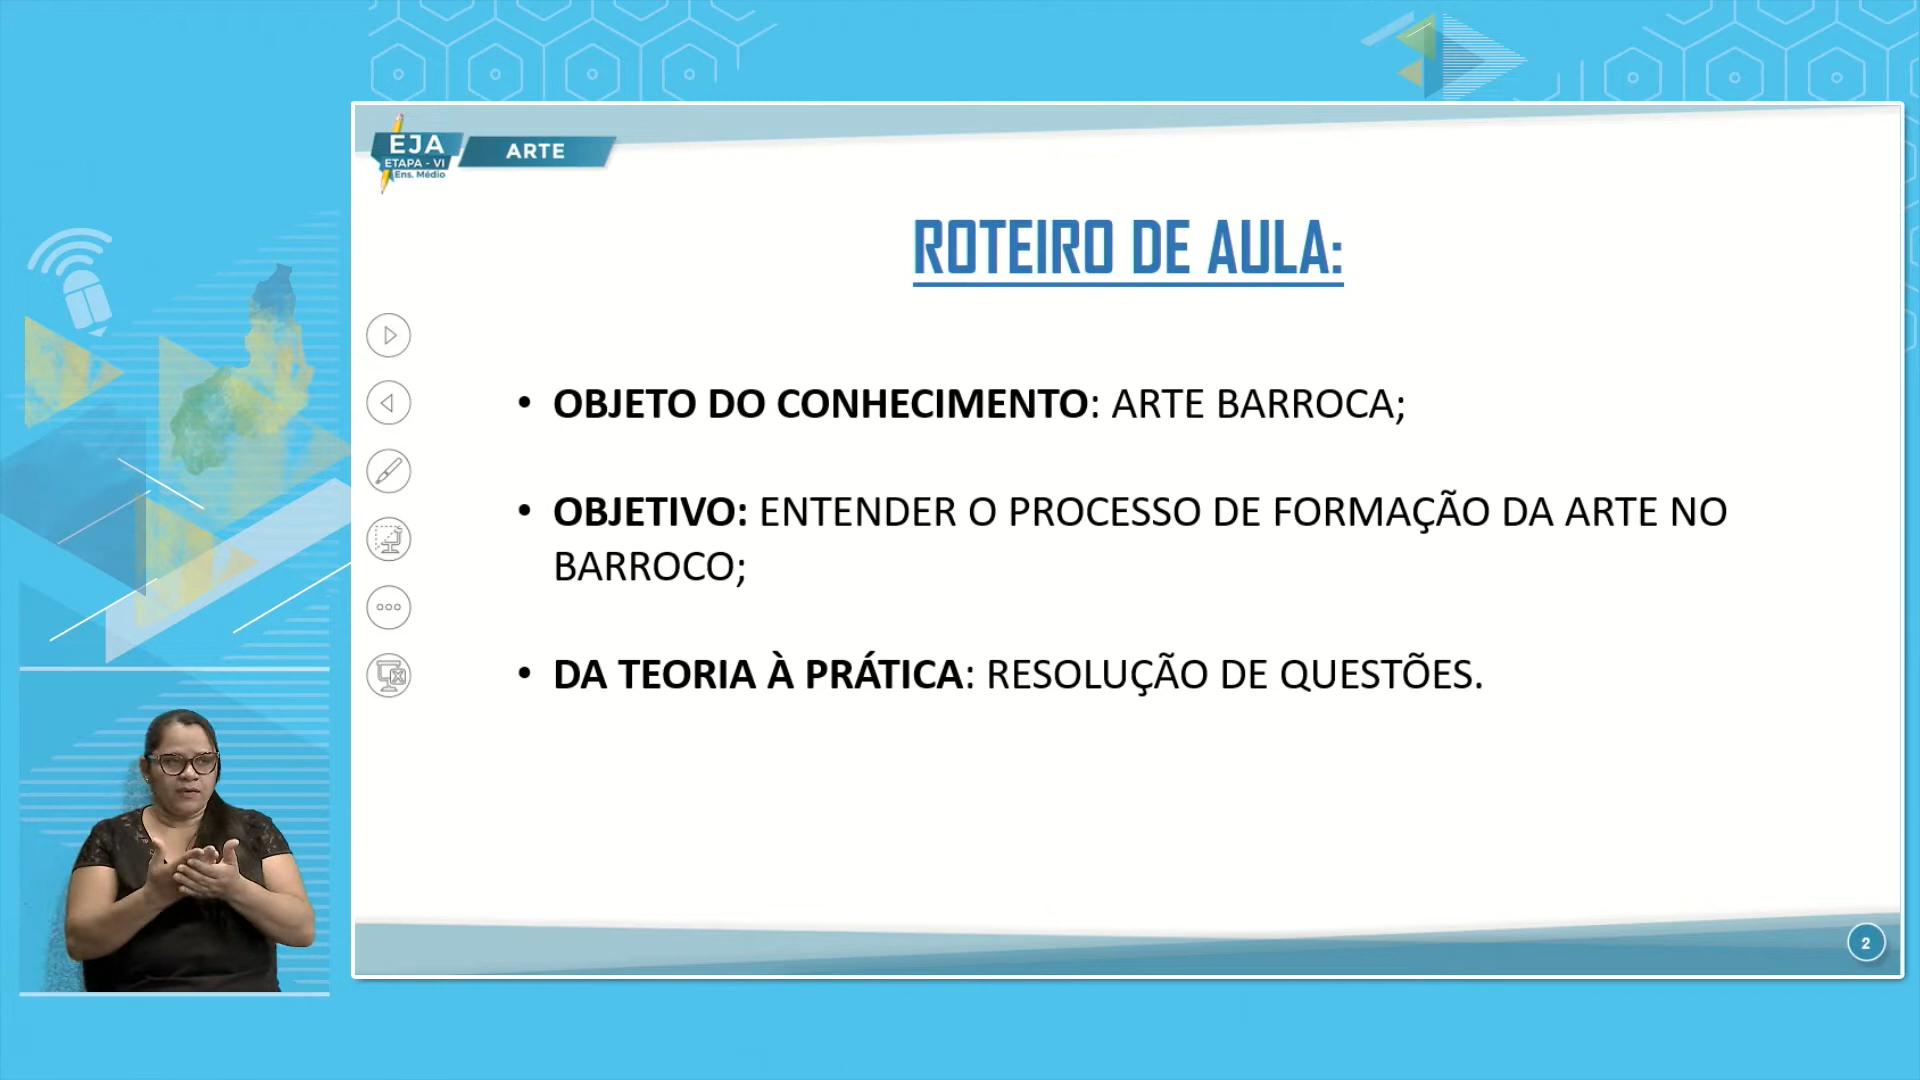 EJA
ETAPA - VI
Ens. Médio
ARTE
ROTEIRO DE AULA:
• OBJETO DO CONHECIMENTO: ARTE BARROCA;
• OBJETIVO: ENTENDER O PROCESSO DE FORMAÇÃO DA ARTE NO
BARROCO;
• DA TEORIA À PRÁTICA: RESOLUÇÃO DE QUESTÕES.
2